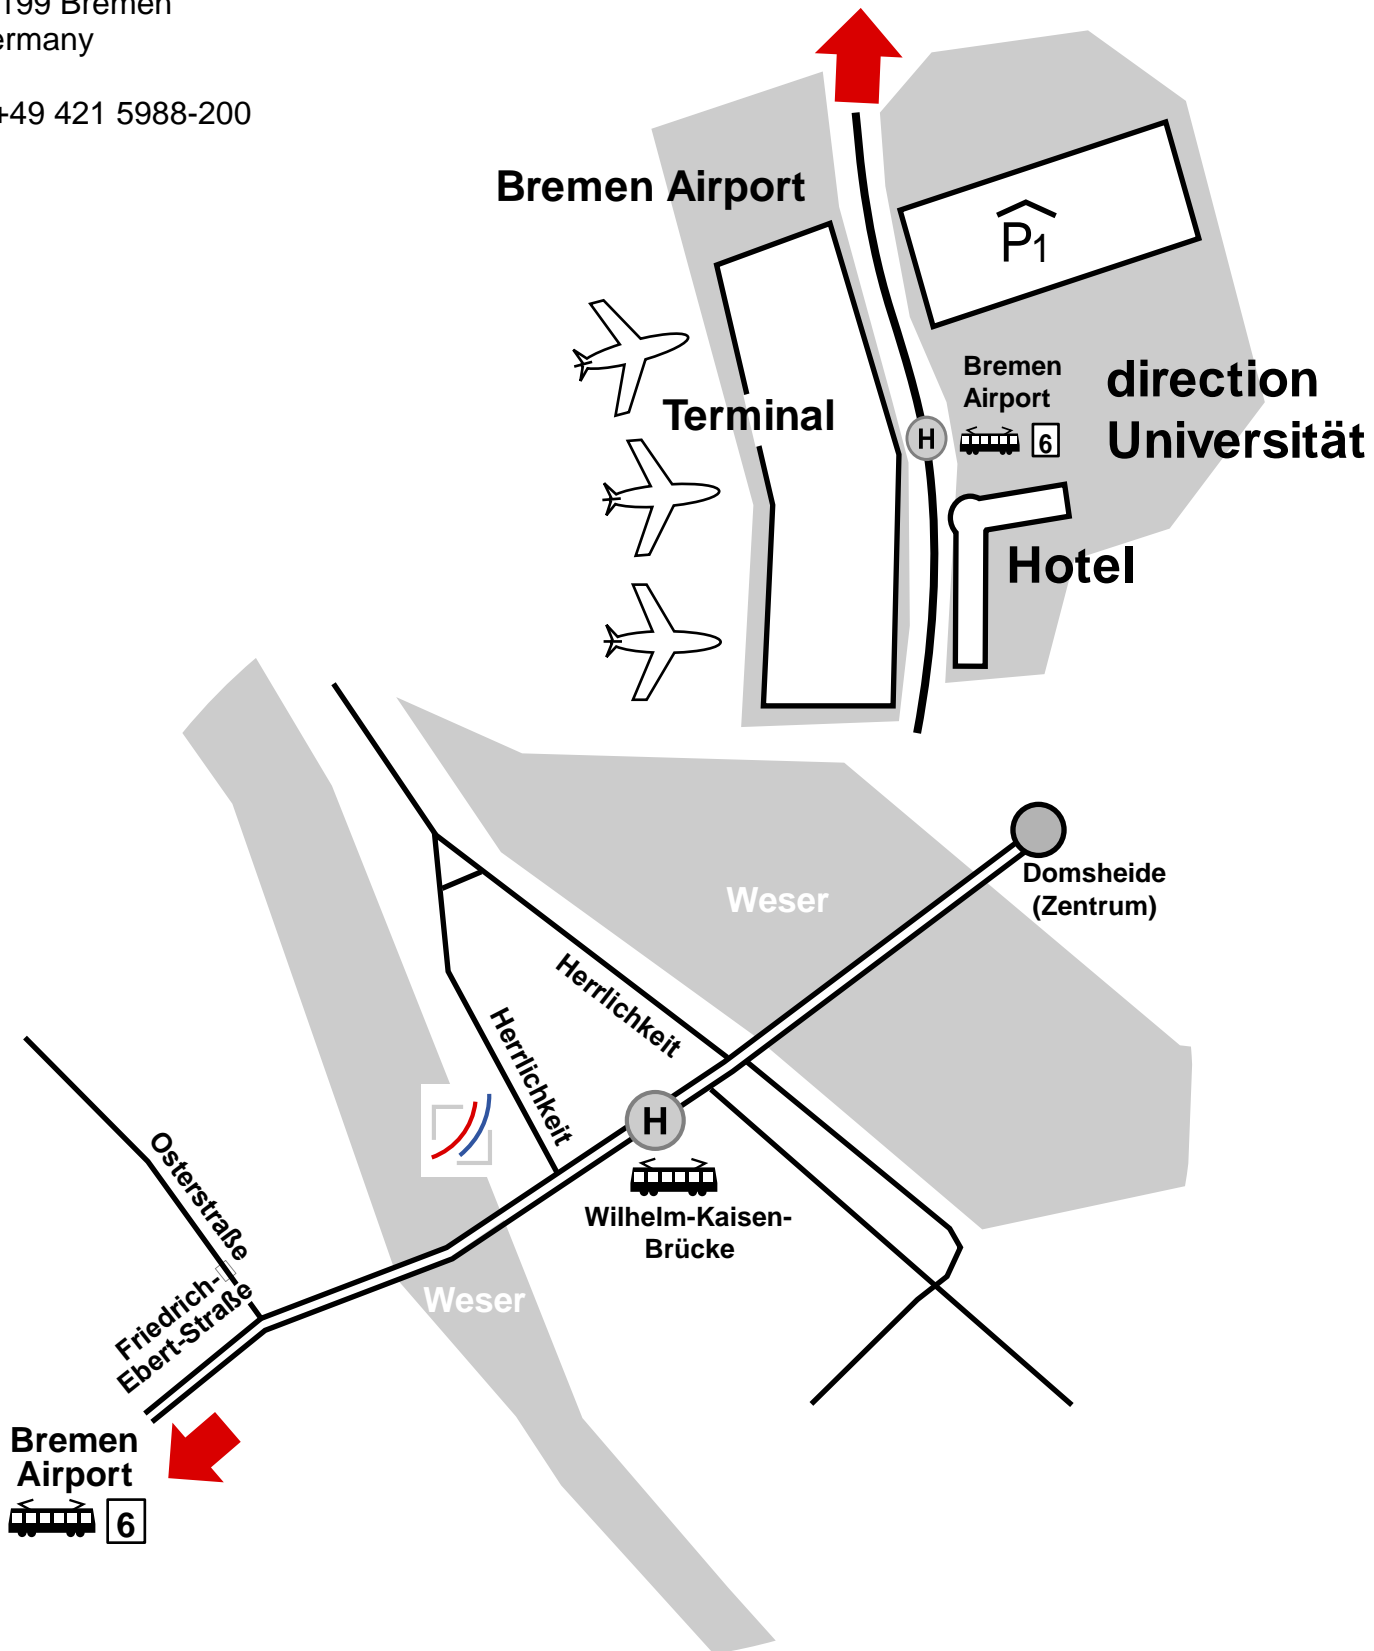 199 Bremen
ermany
+49 421 5988-200
Bremen Airport
P1
Bremen
Airport
direction
Universität
Terminal
H
6
Hotel
Domsheide
(Zentrum)
Weser
Herrlichkeit
Herrlichkeit
H
Osterstraße
Wilhelm-Kaisen-
Brücke
Friedrich-
Ebert-Straße
Weser
Bremen
Airport
6